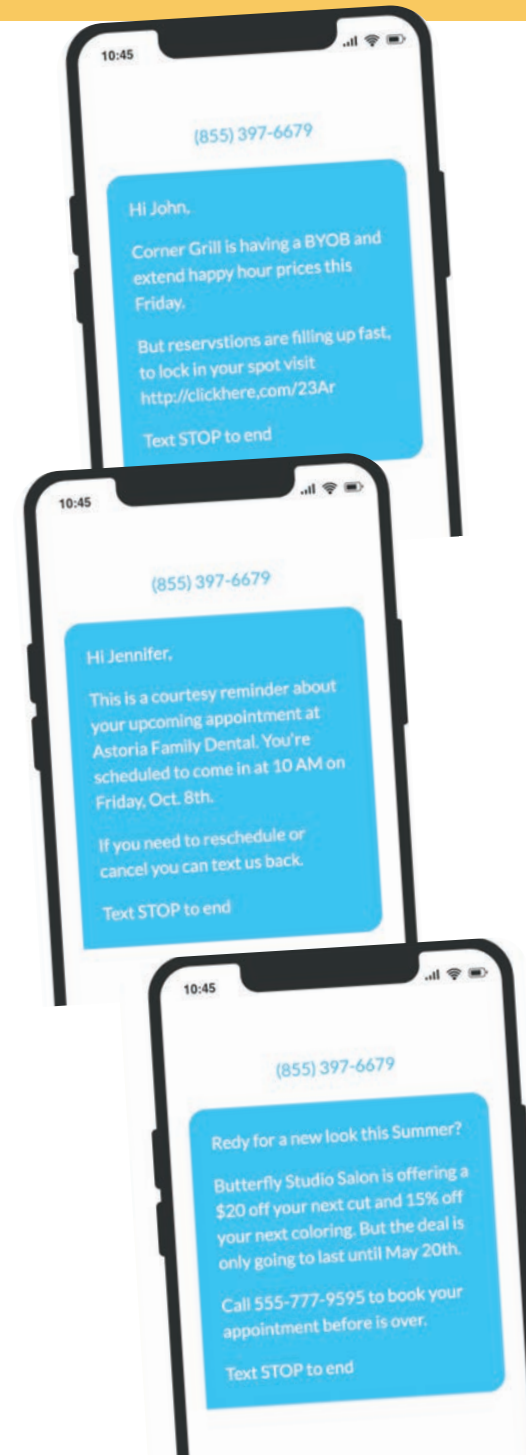 10:45
(855) 397-6679
Hi John,
Corner Grill is having a BYOB and
extend happy hour prices this
Friday.
But reservstions are filling up fast,
to lock in your spot visit
http://clickhere,com/23Ar
Text STOP to end
10:45
(855) 397-6679
Hi Jennifer,
This is a courtesy reminder about
your upcoming appointment at
Astoria Family Dental. You're
scheduled to come in at 10 AM on
Friday, Oct. 8th.
If you need to reschedule or
cancel you can text us back.
Text STOP to end
10:45
(855) 397-6679
Redy for a new look this Summer?
Butterfly Studio Salon is offering a
$20 off your next cut and 15% off
your next coloring. But the deal is
only going to last until May 20th.
Call 555-777-9595 to book your
appointment before is over.
Text STOP to end